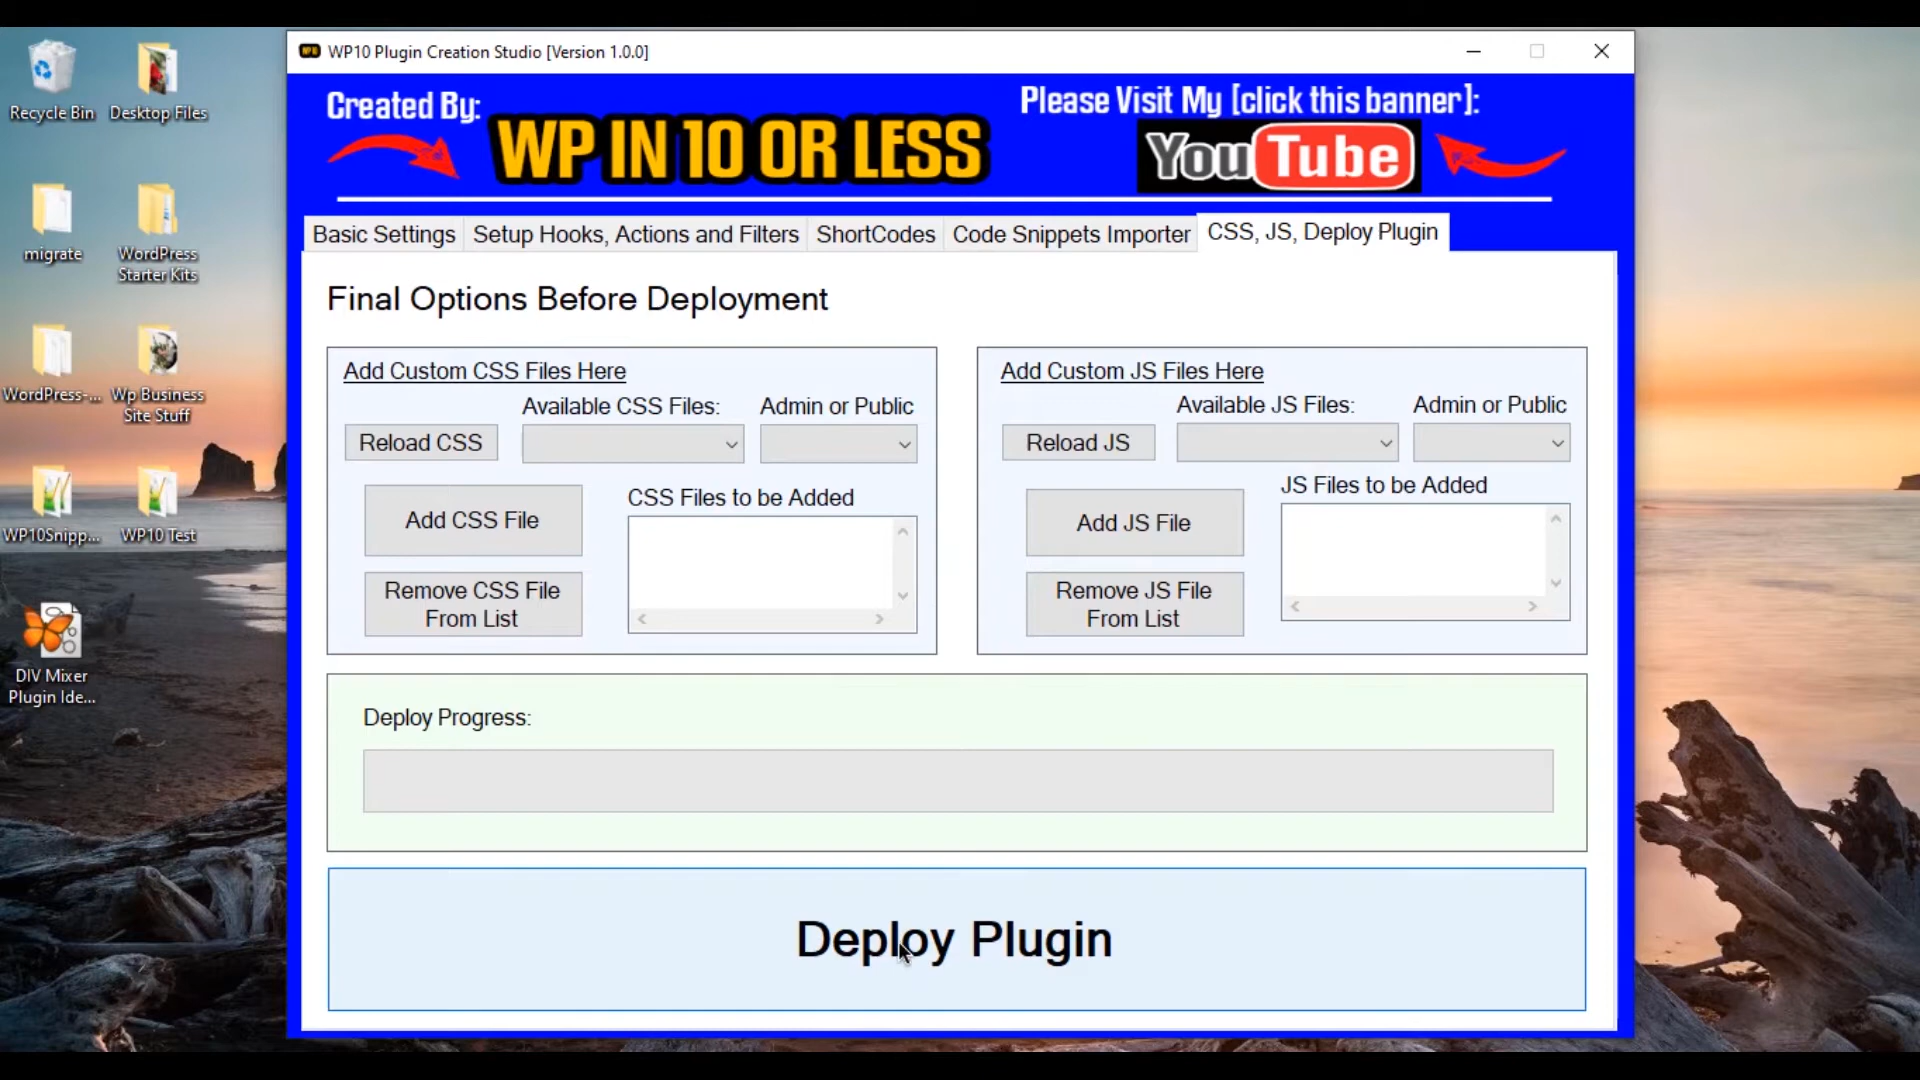 WP10 Plugin Creation Studio [Version 1.0.0]
Created By:
WP IN 10 OR LESS
Please Visit My [click this banner]:
YouTube
Basic Settings
Setup Hooks, Actions and Filters
ShortCodes
Code Snippets Importer
CSS, JS, Deploy Plugin
Final Options Before Deployment
Add Custom CSS Files Here
Available CSS Files:
Admin or Public
Reload CSS
Add CSS File
CSS Files to be Added
Remove CSS File
From List
Add Custom JS Files Here
Available JS Files:
Admin or Public
Reload JS
JS Files to be Added
Add JS File
Remove JS File
From List
Deploy Progress:
Deploy Plugin
Recycle Bin
Desktop Files
migrate
WordPress
Starter Kits
WordPress-...
Wp Business
Site Stuff
WP10Snipp...
WP10 Test
DIV Mixer
Plugin Ide...